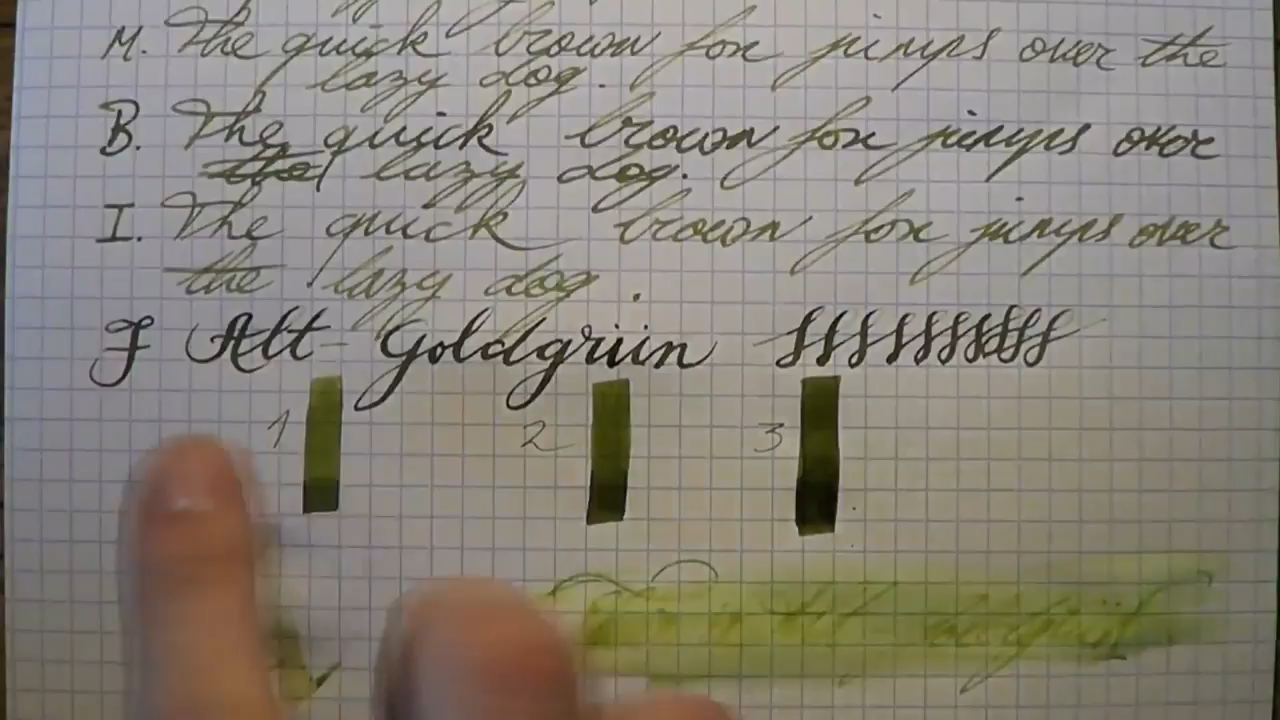 M. The quick brown fox jumps over the
lazy dog.
B. The quick brown fox jumps over
the lazy dog.
I. The quick brown fox jumps over
the lazy dog.
F Alt-Goldgrün fffffffffff
1 2 3